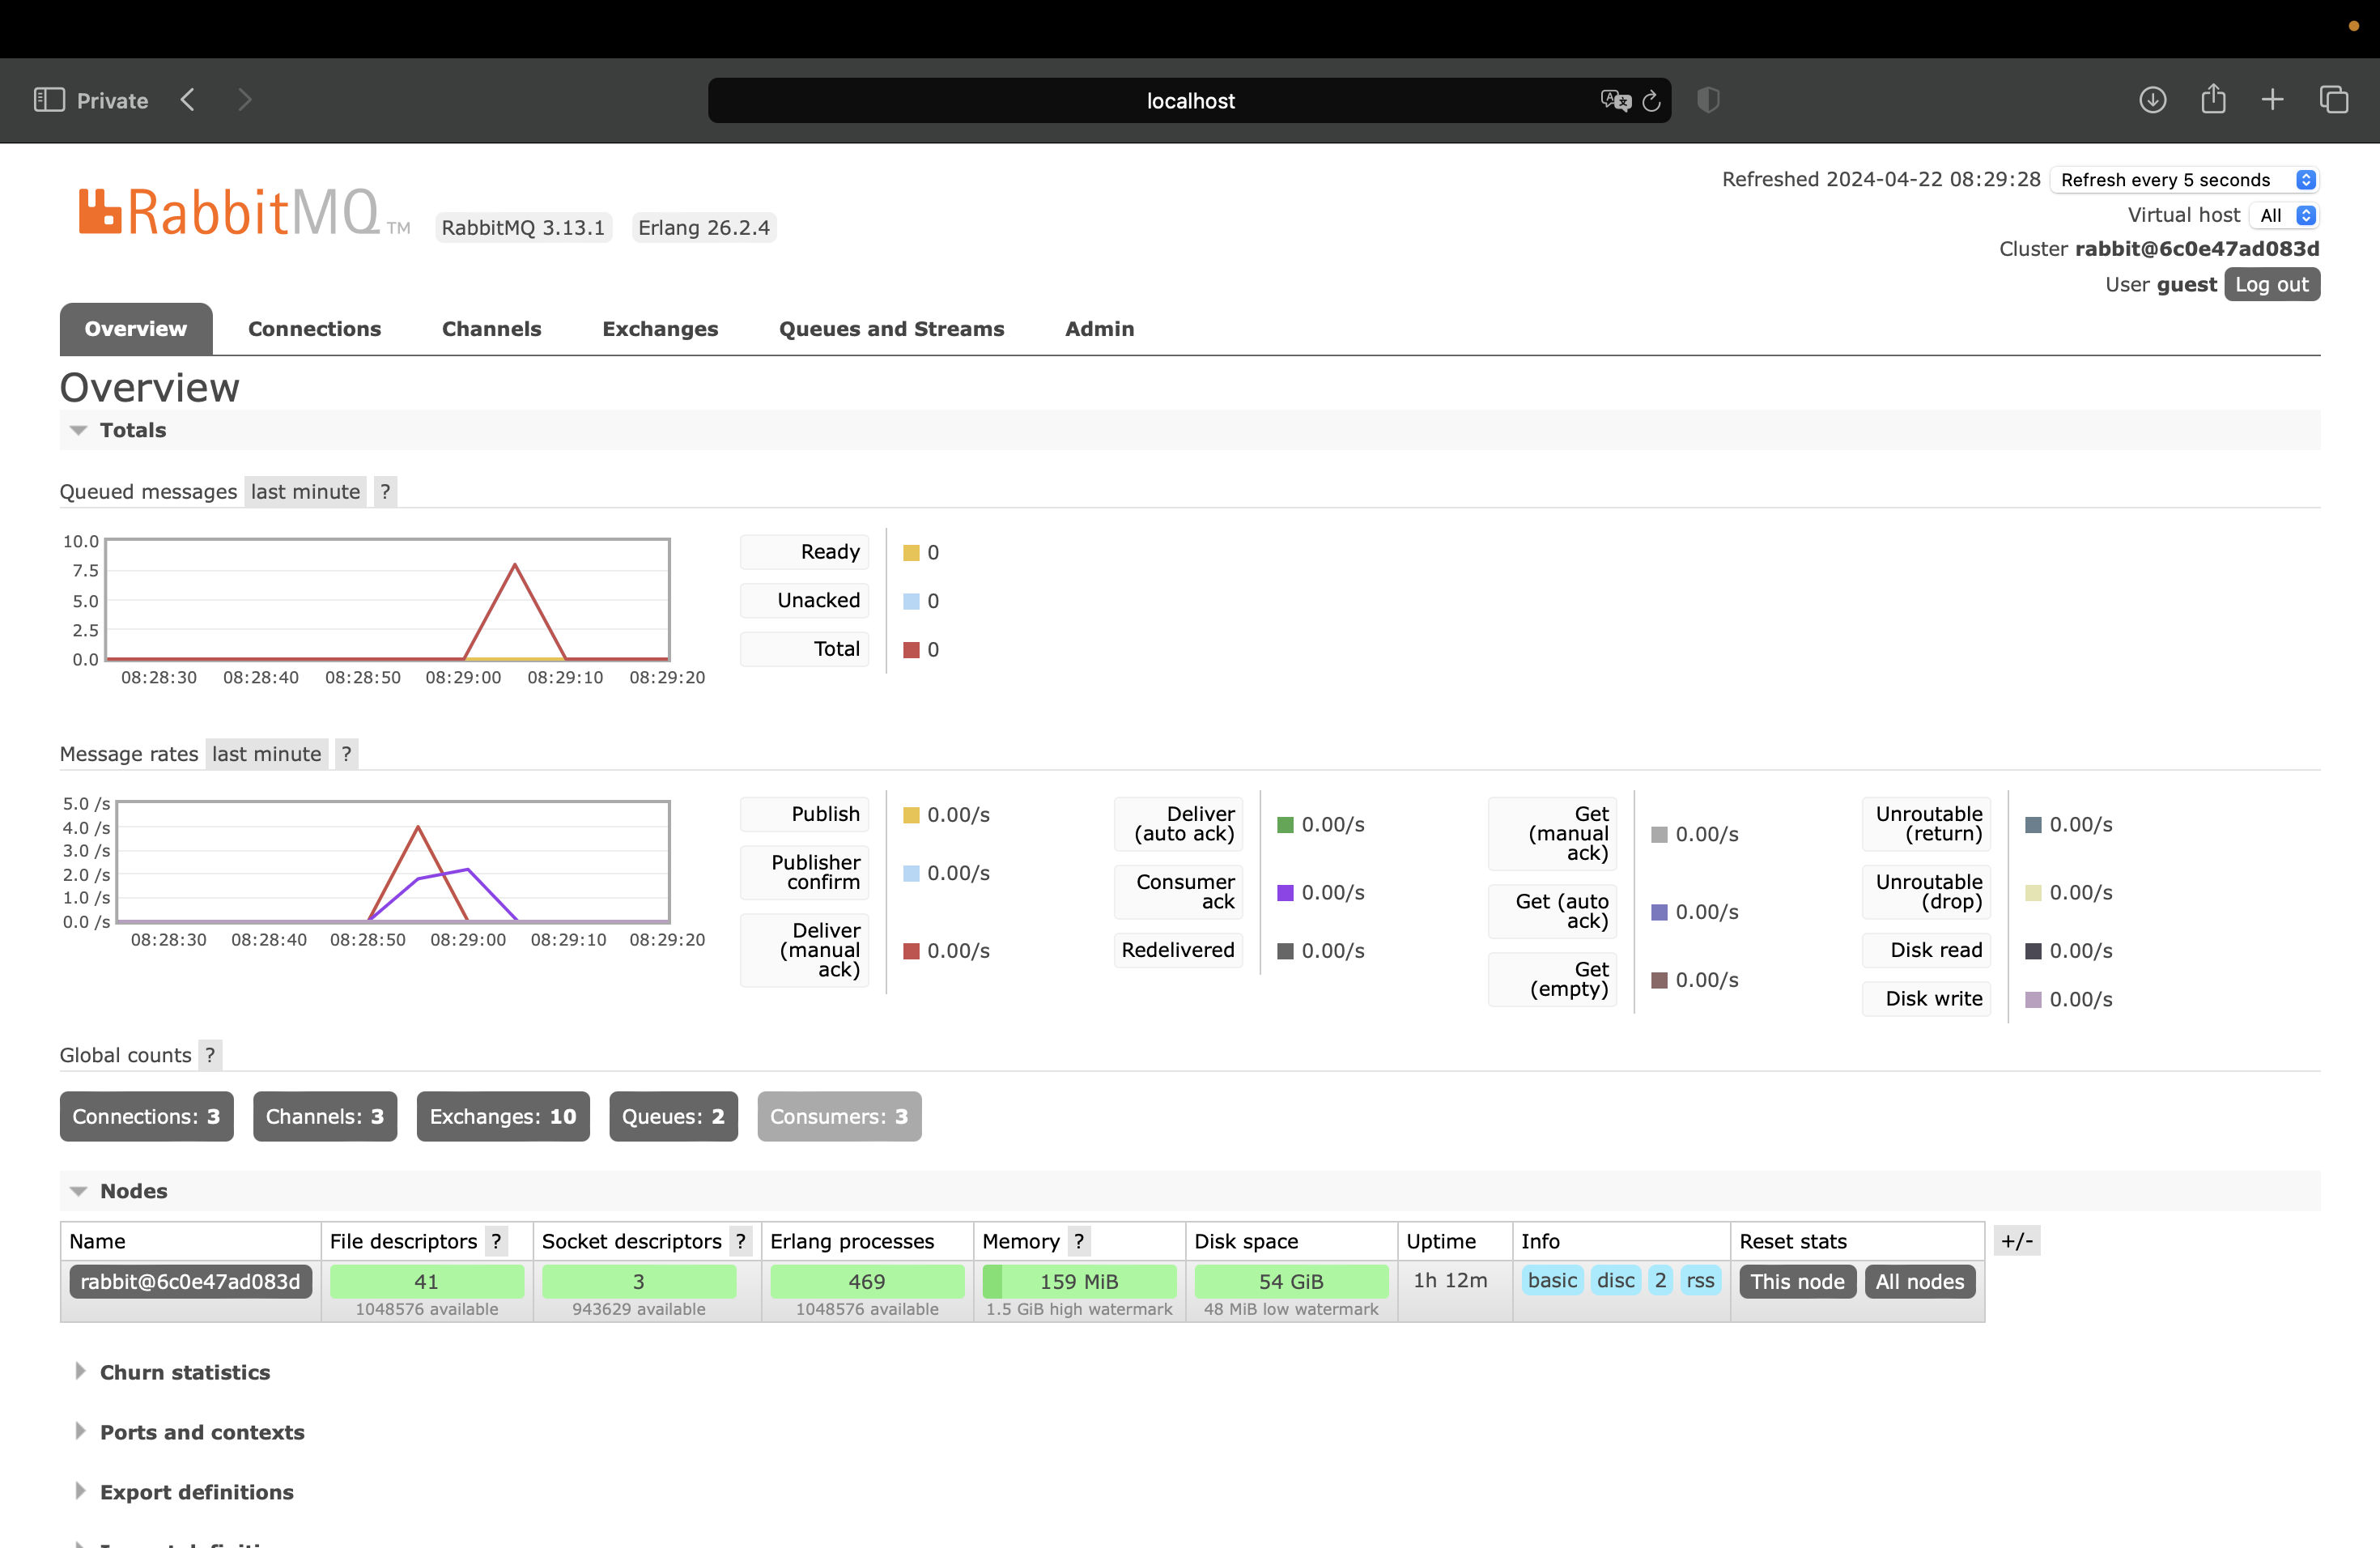 Private
localhost
RabbitMQ TM
RabbitMQ 3.13.1
Erlang 26.2.4
Refreshed 2024-04-22 08:29:28
Refresh every 5 seconds
Virtual host
All
Cluster rabbit@6c0e47ad083d
User guest
Log out
Overview
Connections
Channels
Exchanges
Queues and Streams
Admin
Overview
Totals
Queued messages last minute ?
10.0
7.5
5.0
2.5
0.0
08:28:30 08:28:40 08:28:50 08:29:00 08:29:10 08:29:20
Ready 0
Unacked 0
Total 0
Message rates last minute ?
5.0 /s
4.0 /s
3.0 /s
2.0 /s
1.0 /s
0.0 /s
08:28:30 08:28:40 08:28:50 08:29:00 08:29:10 08:29:20
Publish 0.00/s
Publisher
confirm 0.00/s
Deliver
(manual
ack) 0.00/s
Deliver
(auto ack) 0.00/s
Consumer
ack 0.00/s
Redelivered 0.00/s
Get
(manual
ack) 0.00/s
Get (auto
ack) 0.00/s
Get
(empty) 0.00/s
Unroutable
(return) 0.00/s
Unroutable
(drop) 0.00/s
Disk read 0.00/s
Disk write 0.00/s
Global counts ?
Connections: 3
Channels: 3
Exchanges: 10
Queues: 2
Consumers: 3
Nodes
Name File descriptors ? Socket descriptors ? Erlang processes Memory ? Disk space Uptime Info Reset stats +/-
rabbit@6c0e47ad083d 41 3 469 159 MiB 54 GiB 1h 12m basic disc 2 rss This node All nodes
1048576 available 943629 available 1048576 available 1.5 GiB high watermark 48 MiB low watermark
Churn statistics
Ports and contexts
Export definitions